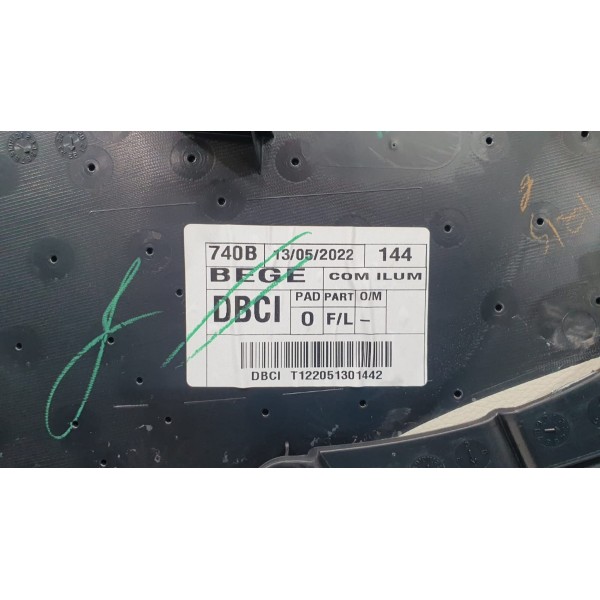 740B 13/05/2022 144
BEGE COM ILUM
DBCI PAD PART O/M
0 F/L -
DBCI T122051301442